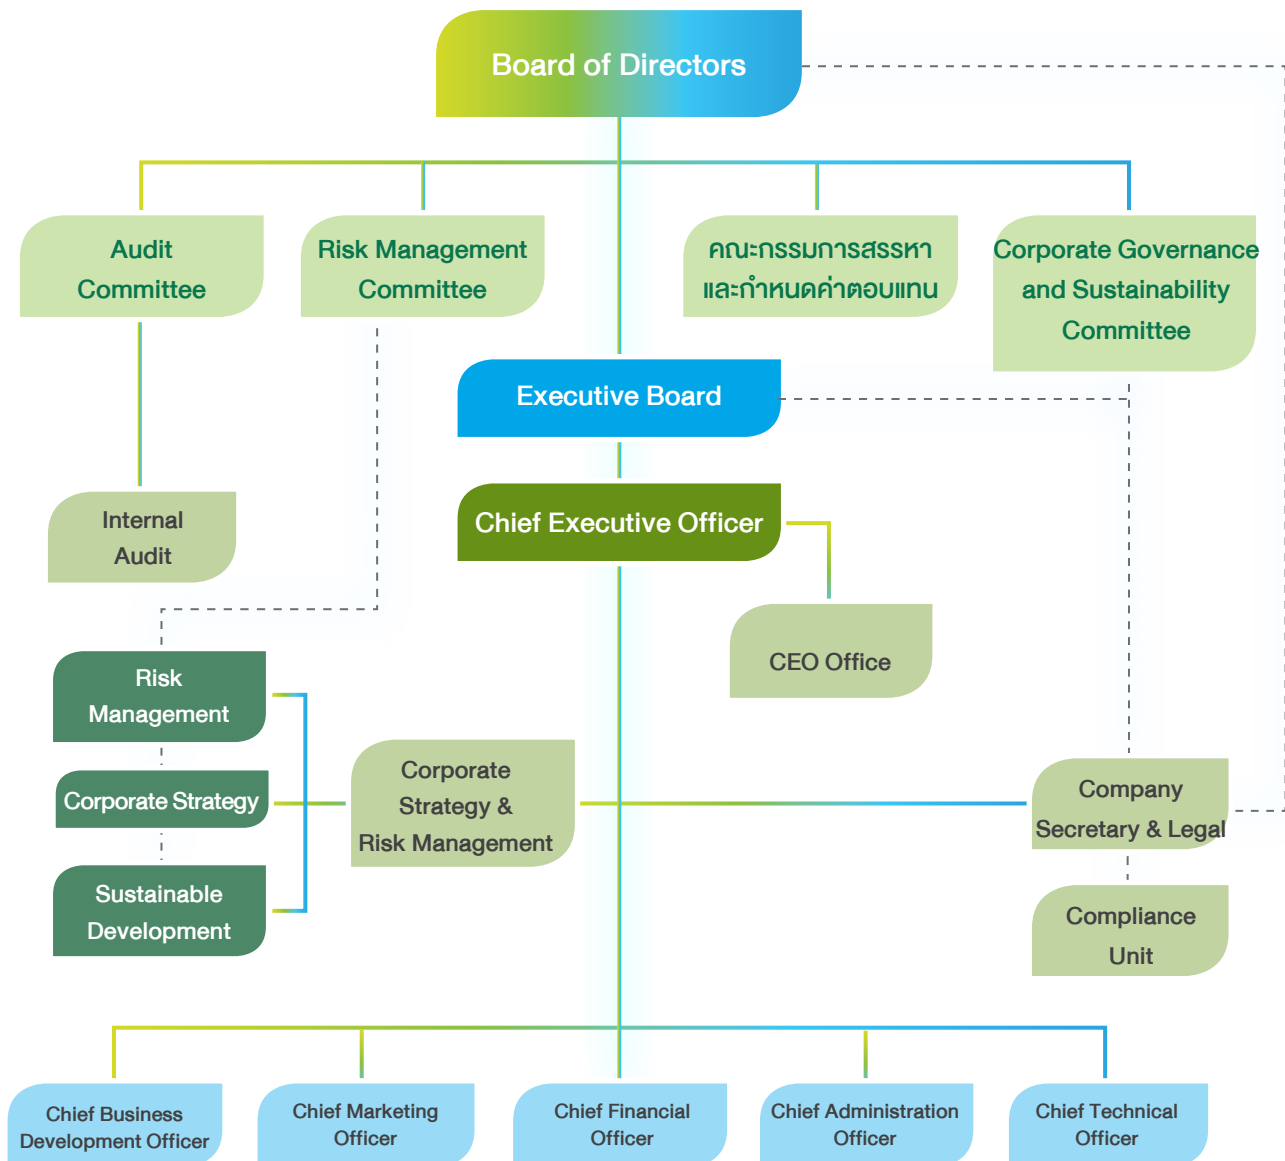 Board of Directors
Audit
Committee
Risk Management
Committee
คณะกรรมการสรรหา
และกำหนดค่าตอบแทน
Corporate Governance
and Sustainability
Committee
Executive Board
Chief Executive Officer
Internal
Audit
CEO Office
Risk
Management
Corporate Strategy
Sustainable
Development
Corporate
Strategy &
Risk Management
Company
Secretary & Legal
Compliance
Unit
Chief Business
Development Officer
Chief Marketing
Officer
Chief Financial
Officer
Chief Administration
Officer
Chief Technical
Officer